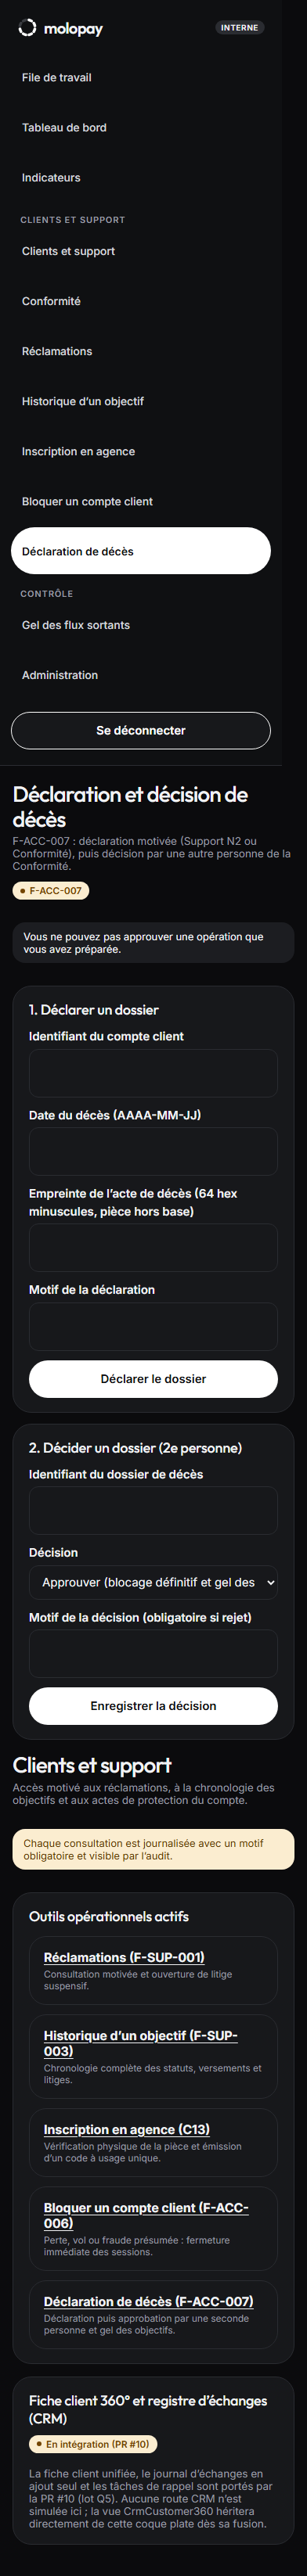 molopay
INTERNE
File de travail
Tableau de bord
Indicateurs
CLIENTS ET SUPPORT
Clients et support
Conformité
Réclamations
Historique d’un objectif
Inscription en agence
Bloquer un compte client
Déclaration de décès
CONTRÔLE
Gel des flux sortants
Administration
Se déconnecter
Déclaration et décision de
décès
F-ACC-007 : déclaration motivée (Support N2 ou
Conformité), puis décision par une autre personne de la
Conformité.
F-ACC-007
Vous ne pouvez pas approuver une opération que
vous avez préparée.
1. Déclarer un dossier
Identifiant du compte client
Date du décès (AAAA-MM-JJ)
Empreinte de l’acte de décès (64 hex
minuscules, pièce hors base)
Motif de la déclaration
Déclarer le dossier
2. Décider un dossier (2e personne)
Identifiant du dossier de décès
Décision
Approuver (blocage définitif et gel des
Motif de la décision (obligatoire si rejet)
Enregistrer la décision
Clients et support
Accès motivé aux réclamations, à la chronologie des
objectifs et aux actes de protection du compte.
Chaque consultation est journalisée avec un motif
obligatoire et visible par l’audit.
Outils opérationnels actifs
Réclamations (F-SUP-001)
Consultation motivée et ouverture de litige
suspensif.
Historique d’un objectif (F-SUP-
003)
Chronologie complète des statuts, versements et
litiges.
Inscription en agence (C13)
Vérification physique de la pièce et émission
d’un code à usage unique.
Bloquer un compte client (F-ACC-
006)
Perte, vol ou fraude présumée : fermeture
immédiate des sessions.
Déclaration de décès (F-ACC-007)
Déclaration puis approbation par une seconde
personne et gel des objectifs.
Fiche client 360° et registre d’échanges
(CRM)
En intégration (PR #10)
La fiche client unifiée, le journal d’échanges en
ajout seul et les tâches de rappel sont portés par
la PR #10 (lot Q5). Aucune route CRM n’est
simulée ici ; la vue CrmCustomer360 héritera
directement de cette coque plate dès sa fusion.